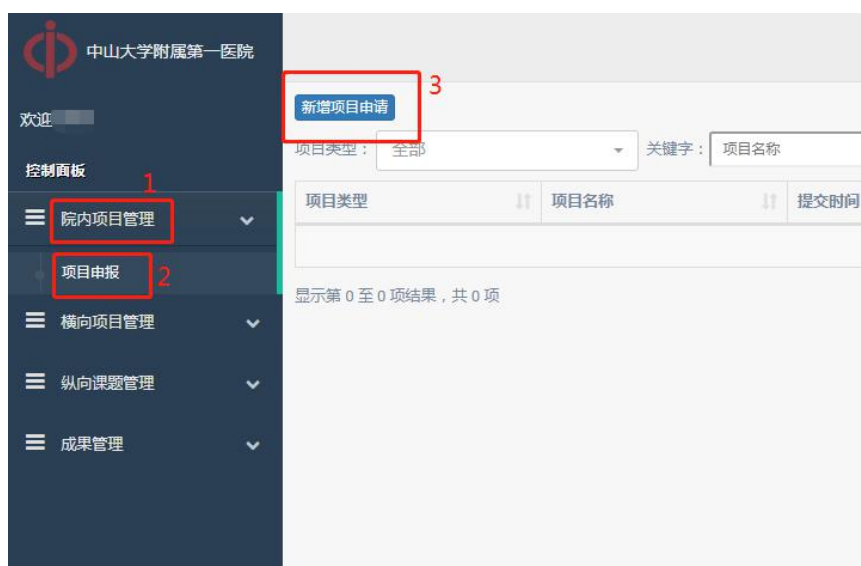 中山大学附属第一医院
欢迎
控制面板
1
院内项目管理
项目申报
2
横向项目管理
纵向课题管理
成果管理
3
新增项目申请
项目类型： 全部 关键字： 项目名称
项目类型 项目名称 提交时间
显示第 0 至 0 项结果，共 0 项